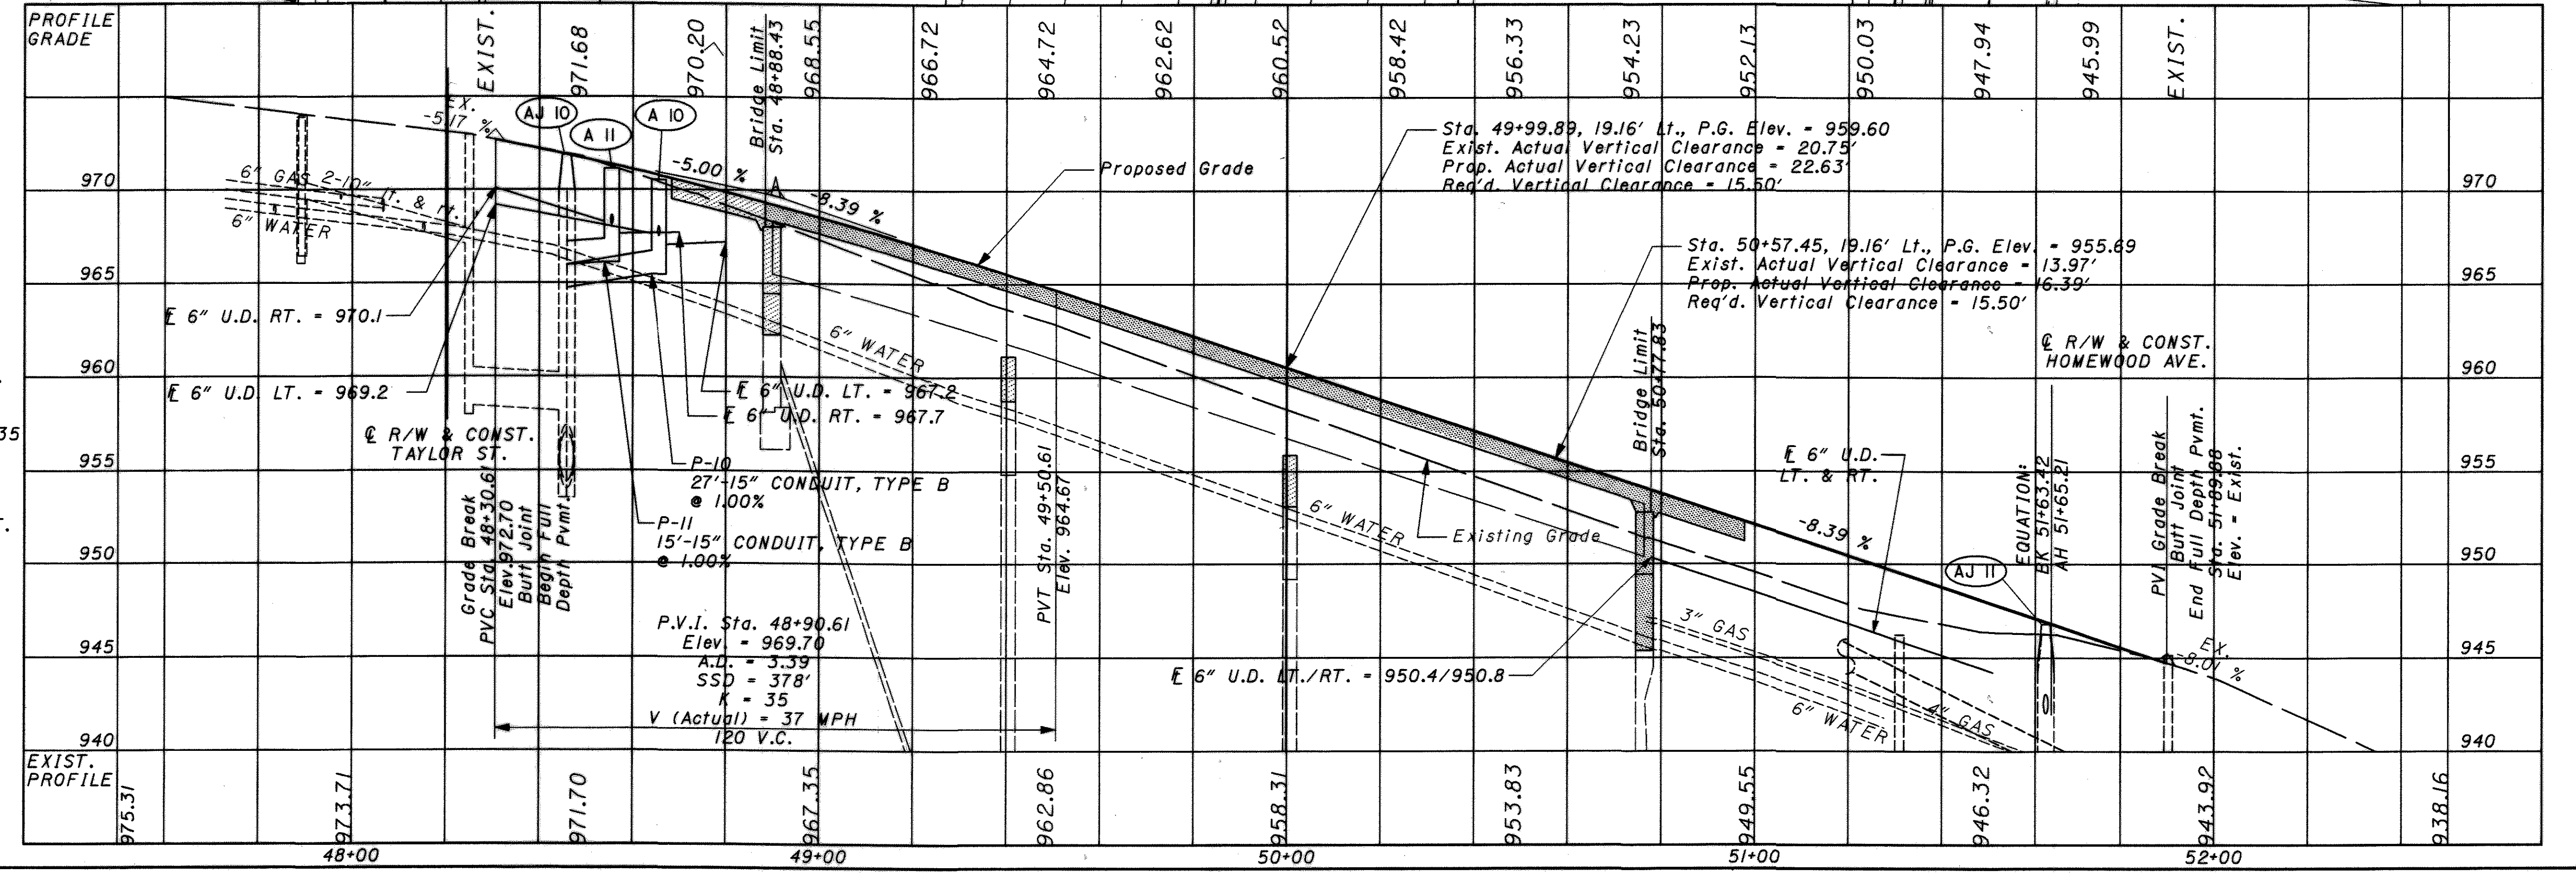 PROFILE
GRADE
EXIST.
971.68
970.20
968.55
966.72
964.72
962.62
960.52
958.42
956.33
954.23
952.13
950.03
947.94
945.99
EXIST.
Bridge Limit
Sta. 48+88.43
EX.
-5.17 %
AJ 10
A 11
A 10
-5.00 %
-8.39 %
Proposed Grade
Sta. 49+99.89, 19.16' Lt., P.G. Elev. = 959.60
Exist. Actual Vertical Clearance = 20.75'
Prop. Actual Vertical Clearance = 22.63'
Req'd. Vertical Clearance = 15.50'
970
970
6" GAS
2-10" lt. & rt.
6" WATER
Sta. 50+57.45, 19.16' Lt., P.G. Elev. = 955.69
Exist. Actual Vertical Clearance = 13.97'
Prop. Actual Vertical Clearance = 16.39'
Req'd. Vertical Clearance = 15.50'
965
965
6" U.D. RT. = 970.1
6" WATER
Bridge Limit
Sta. 50+77.83
℄ R/W & CONST.
HOMEWOOD AVE.
960
960
6" U.D. LT. = 969.2
6" U.D. LT. = 967.2
6" U.D. RT. = 967.7
35
℄ R/W & CONST.
TAYLOR ST.
955
955
P-10
27'-15" CONDUIT, TYPE B
@ 1.00%
P-11
15'-15" CONDUIT, TYPE B
@ 1.00%
6" U.D.
LT. & RT.
6" WATER
Existing Grade
-8.39 %
T.
950
950
Grade Break
PVC Sta. 48+30.61
Elev. 972.70
Butt Joint
Begin Full
Depth Pvmt.
PVT Sta. 49+50.61
Elev. 964.67
AJ 11
EQUATION:
BK 51+63.42
AH 51+65.21
PVI Grade Break
Butt Joint
End Full Depth Pvmt.
Sta. 51+89.88
Elev. = Exist.
P.V.I. Sta. 48+90.61
Elev. = 969.70
A.D. = 3.39
SSD = 378'
K = 35
V (Actual) = 37 MPH
120 V.C.
945
945
3" GAS
6" U.D. LT./RT. = 950.4/950.8
6" WATER
4" GAS
EX.
-8.01 %
940
940
EXIST.
PROFILE
975.31
973.71
971.70
967.35
962.86
958.31
953.83
949.55
946.32
943.92
938.16
48+00
49+00
50+00
51+00
52+00